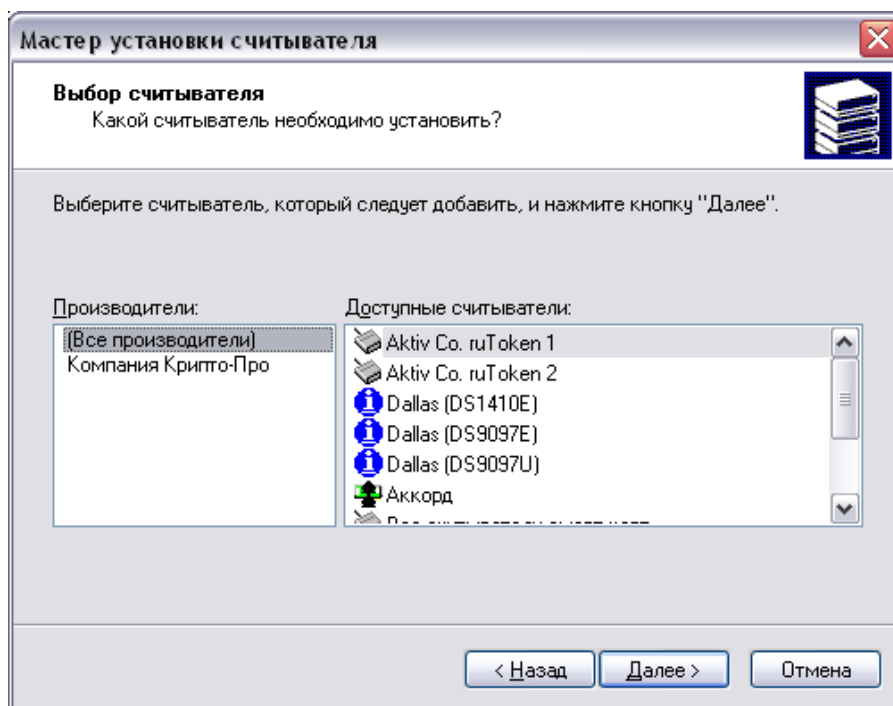 Мастер установки считывателя
Выбор считывателя
Какой считыватель необходимо установить?
Выберите считыватель, который следует добавить, и нажмите кнопку "Далее".
Производители:
(Все производители)
Компания Крипто-Про
Доступные считыватели:
Aktiv Co. ruToken 1
Aktiv Co. ruToken 2
Dallas (DS1410E)
Dallas (DS9097E)
Dallas (DS9097U)
Аккорд
< Назад
Далее >
Отмена